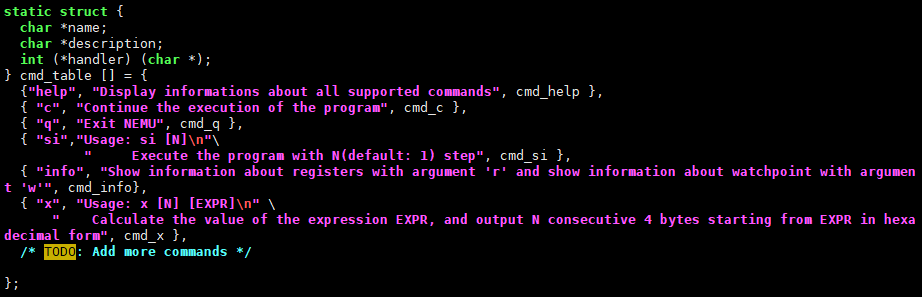 static struct {
  char *name;
  char *description;
  int (*handler) (char *);
} cmd_table [] = {
  {"help", "Display informations about all supported commands", cmd_help },
  { "c", "Continue the execution of the program", cmd_c },
  { "q", "Exit NEMU", cmd_q },
  { "si","Usage: si [N]\n"\
          "     Execute the program with N(default: 1) step", cmd_si },
  { "info", "Show information about registers with argument 'r' and show information about watchpoint with argumen
t 'w'", cmd_info},
  { "x", "Usage: x [N] [EXPR]\n" \
      "    Calculate the value of the expression EXPR, and output N consecutive 4 bytes starting from EXPR in hexa
decimal form", cmd_x },
  /* TODO: Add more commands */
};